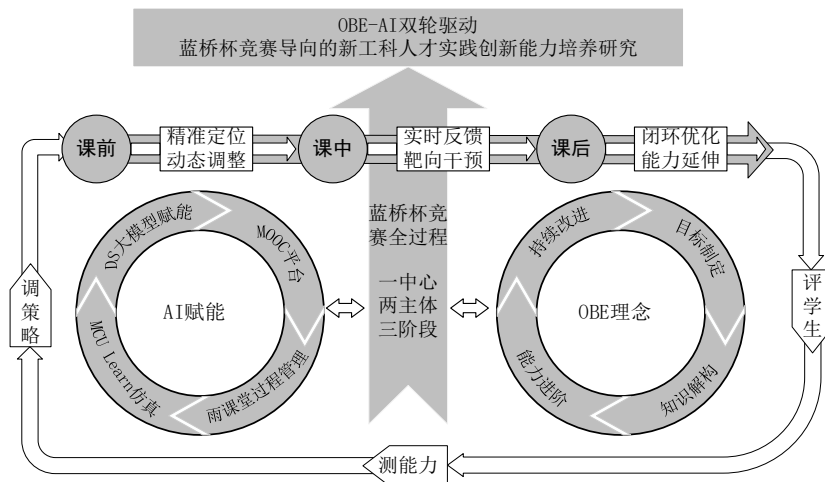 OBE-AI双轮驱动
蓝桥杯竞赛导向的新工科人才实践创新能力培养研究
课前
精准定位
动态调整
课中
实时反馈
靶向干预
课后
闭环优化
能力延伸
DS大模型赋能
MOOC平台
雨课堂过程管理
MCU Learn仿真
AI赋能
蓝桥杯竞
赛全过程
一中心
两主体
三阶段
持续改进
目标制定
知识解构
能力进阶
OBE理念
调策略
评学生
测能力